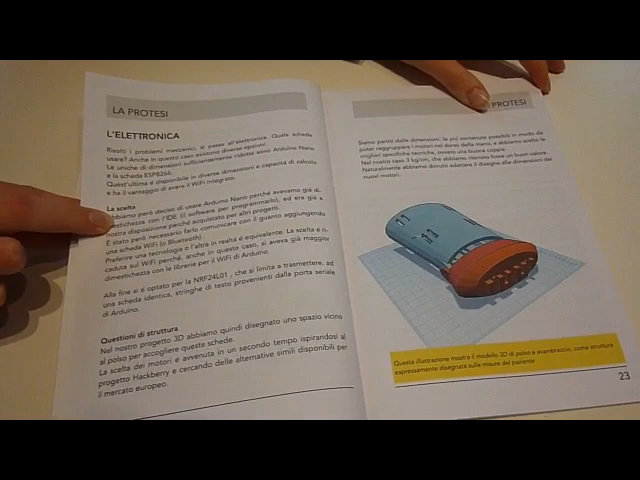 LA PROTESI
L'ELETTRONICA
Risolti i problemi meccanici, si passa all'elettronica. Quale scheda
usare? Anche in questo caso esistono diverse opzioni.
Le uniche di dimensioni sufficientemente ridotte sono Arduino Nano
e la scheda ESP8266.
Quest'ultima è disponibile in diverse dimensioni e capacità di calcolo
e ha il vantaggio di avere il WiFi integrato.
La scelta
bbiamo però deciso di usare Arduino Nano perché avevamo già di
estichezza con l'IDE (il software per programmarlo), ed era già a
nostra disposizione perché acquistato per altri progetti.
È stato però necessario farlo comunicare con il guanto aggiungendo
una scheda WiFi (o Bluetooth)
Preferire una tecnologia o l'altra in realtà è equivalente. La scelta è ri
caduta sul WiFi perché, anche in questo caso, si aveva già maggior
dimestichezza con le librerie per il WiFi di Arduino
Alla fine si è optato per la NRF24L01 , che si limita a trasmettere, ad
una scheda identica, stringhe di testo provenienti dalla porta seriale
di Arduino.
Questioni di struttura
Nel nostro progetto 3D abbiamo quindi disegnato uno spazio vicino
al polso per accogliere queste schede.
La scelta dei motori è avvenuta in un secondo tempo ispirandosi al
progetto Hackberry e cercando delle alternative simili disponibili per
il mercato europeo.
PROTESI
Siamo partiti dalle dimensioni, le più contenute possibili in modo da
poter raggruppare i motori nel dorso della mano, e abbiamo scelto le
migliori specifiche tecniche, ovvero una buona coppia.
Nel nostro caso 3 kg/cm, che abbiamo ritenuto fosse un buon valore.
Naturalmente abbiamo dovuto adattare il disegno alle dimensioni dei
nuovi motori.
Questa illustrazione mostra il modello 3D di polso e avambraccio, come struttura
espressamente disegnata sulla misura del paziente
23